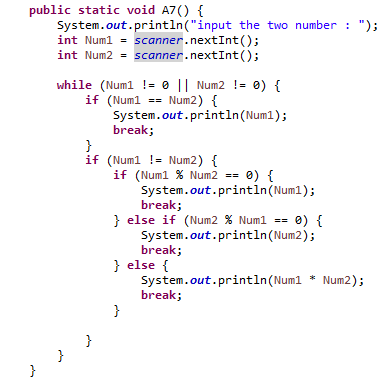 public static void A7() {
System.out.println("input the two number : ");
int Num1 = scanner.nextInt();
int Num2 = scanner.nextInt();
while (Num1 != 0 || Num2 != 0) {
if (Num1 == Num2) {
System.out.println(Num1);
break;
}
if (Num1 != Num2) {
if (Num1 % Num2 == 0) {
System.out.println(Num1);
break;
} else if (Num2 % Num1 == 0) {
System.out.println(Num2);
break;
} else {
System.out.println(Num1 * Num2);
break;
}
}
}
}